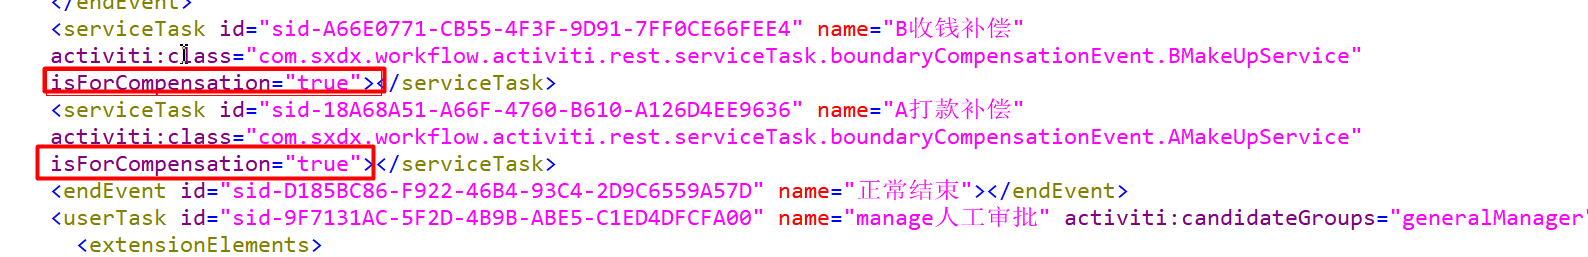 </endEvent>
<serviceTask id="sid-A66E0771-CB55-4F3F-9D91-7FF0CE66FEE4" name="B收钱补偿"
activiti:class="com.sxdx.workflow.activiti.rest.serviceTask.boundaryCompensationEvent.BMakeUpService"
isForCompensation="true"></serviceTask>
<serviceTask id="sid-18A68A51-A66F-4760-B610-A126D4EE9636" name="A打款补偿"
activiti:class="com.sxdx.workflow.activiti.rest.serviceTask.boundaryCompensationEvent.AMakeUpService"
isForCompensation="true"></serviceTask>
<endEvent id="sid-D185BC86-F922-46B4-93C4-2D9C6559A57D" name="正常结束"></endEvent>
<userTask id="sid-9F7131AC-5F2D-4B9B-ABE5-C1ED4DFCFA00" name="manage人工审批" activiti:candidateGroups="generalManager"
<extensionElements>